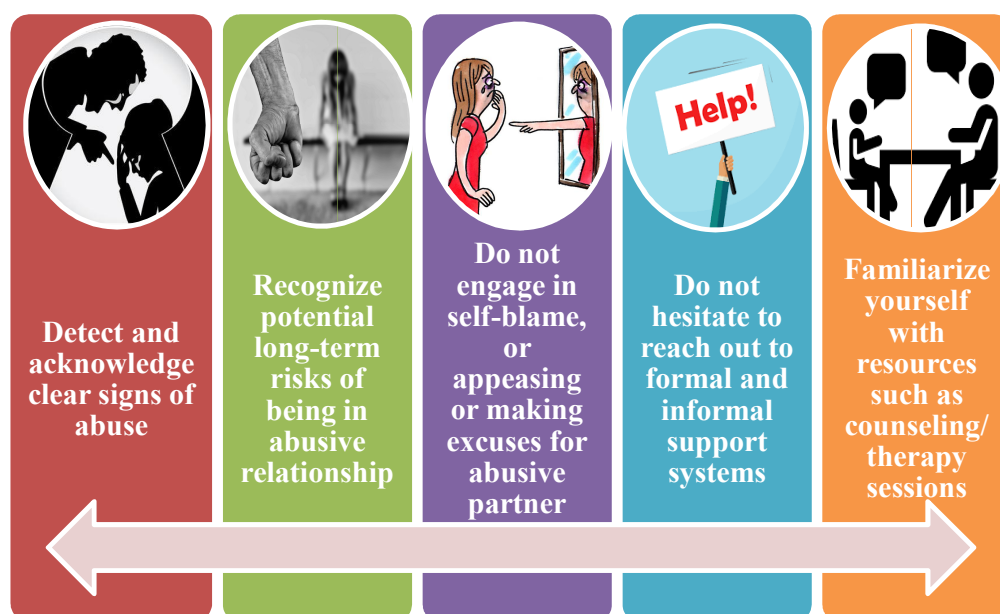 Help!
Detect and
acknowledge
clear signs of
abuse
Recognize
potential
long-term
risks of
being in
abusive
relationship
Do not
engage in
self-blame,
or
appeasing
or making
excuses for
abusive
partner
Do not
hesitate to
reach out to
formal and
informal
support
systems
Familiarize
yourself
with
resources
such as
counseling/
therapy
sessions